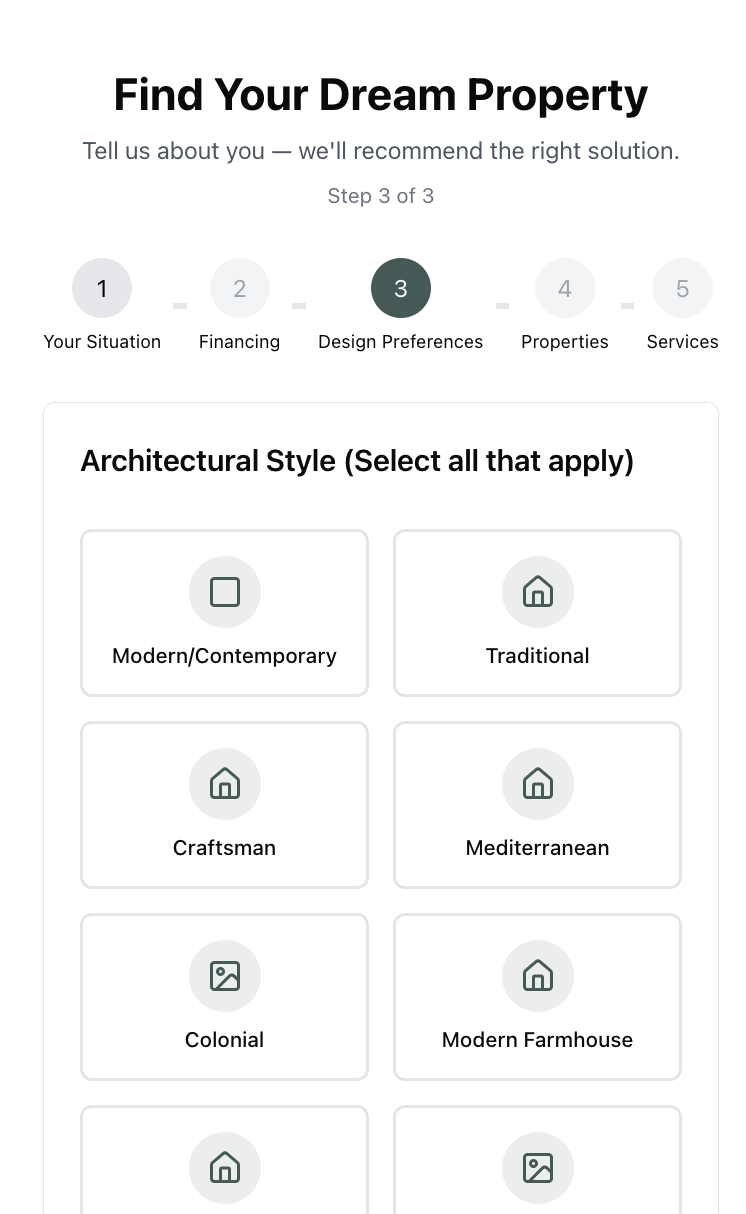 Find Your Dream Property
Tell us about you — we'll recommend the right solution.
Step 3 of 3
1
2
3
4
5
Your Situation
Financing
Design Preferences
Properties
Services
Architectural Style (Select all that apply)
Modern/Contemporary
Traditional
Craftsman
Mediterranean
Colonial
Modern Farmhouse